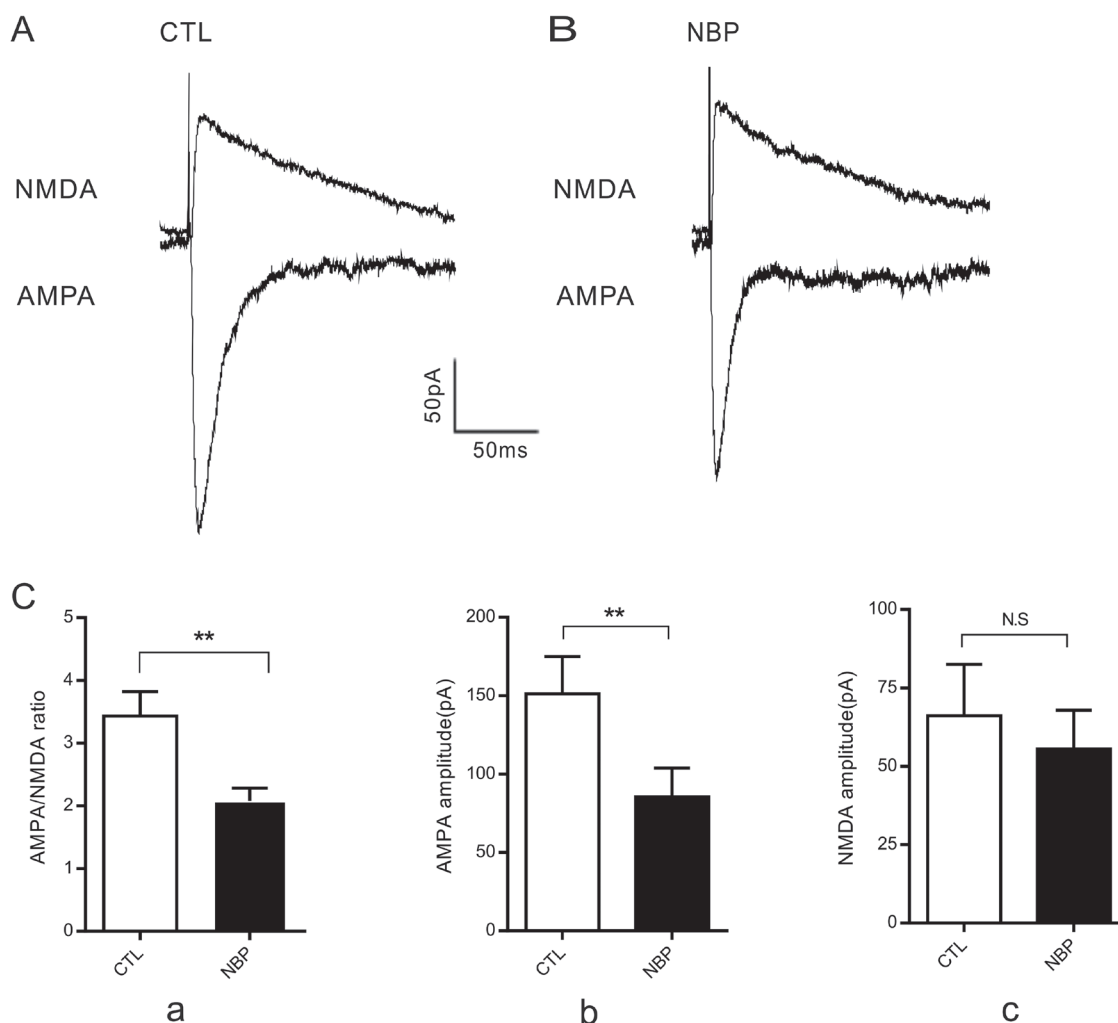 A CTL
B NBP
NMDA
NMDA
AMPA
AMPA
50pA
50ms
C
AMPA/NMDA ratio
5
4
3
2
1
0
**
CTL
NBP
a
AMPA amplitude(pA)
200
150
100
50
0
**
CTL
NBP
b
NMDA amplitude(pA)
100
75
50
25
0
N.S
CTL
NBP
c